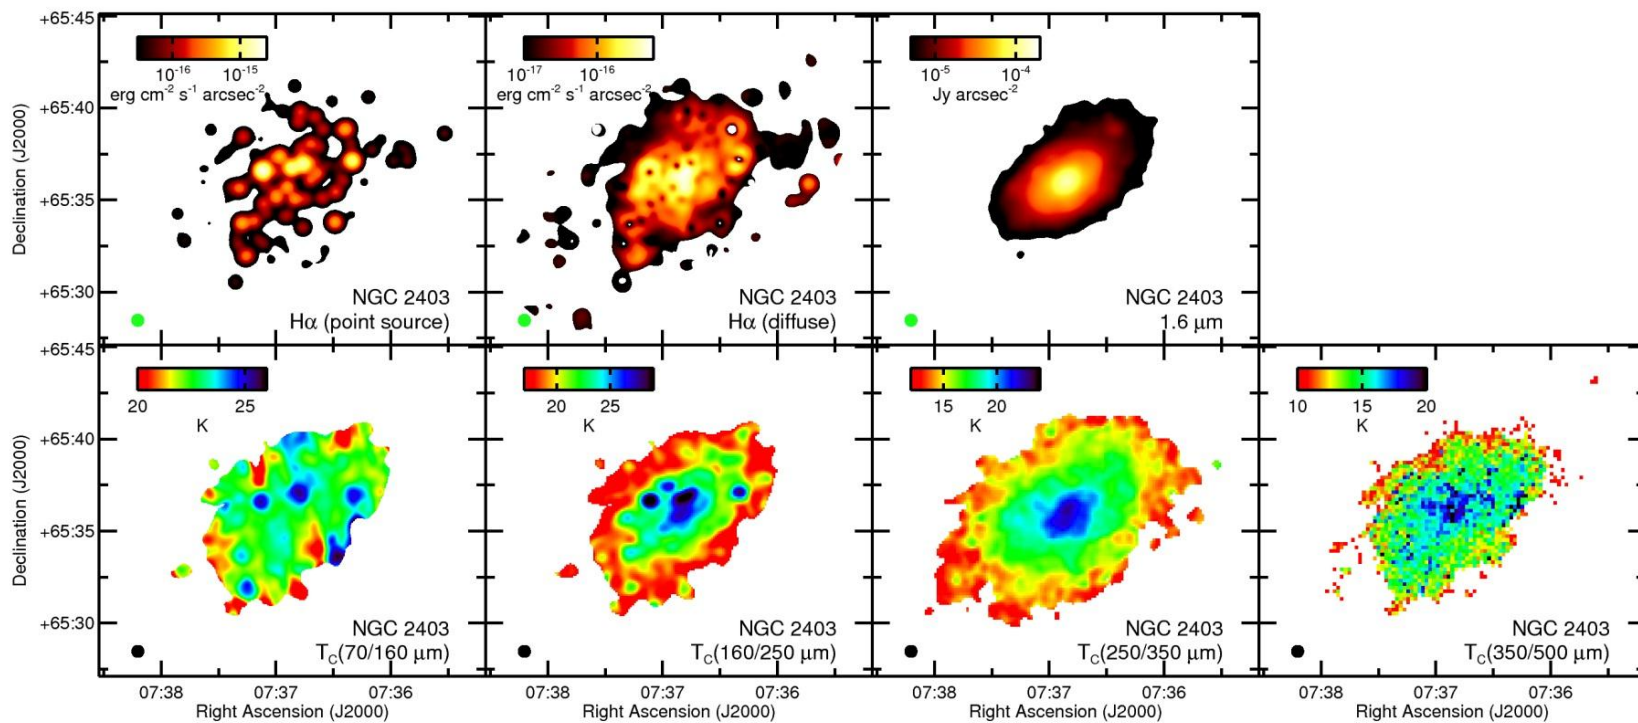 +65:45
10⁻¹⁶ 10⁻¹⁵
erg cm⁻² s⁻¹ arcsec⁻²
+65:40
+65:35
+65:30
Declination (J2000)
NGC 2403
Hα (point source)
10⁻¹⁷ 10⁻¹⁶
erg cm⁻² s⁻¹ arcsec⁻²
NGC 2403
Hα (diffuse)
10⁻⁵ 10⁻⁴
Jy arcsec⁻²
NGC 2403
1.6 μm
+65:45
20 25
K
+65:40
+65:35
+65:30
Declination (J2000)
NGC 2403
T_C(70/160 μm)
07:38 07:37 07:36
Right Ascension (J2000)
20 25
K
NGC 2403
T_C(160/250 μm)
07:38 07:37 07:36
Right Ascension (J2000)
15 20
K
NGC 2403
T_C(250/350 μm)
07:38 07:37 07:36
Right Ascension (J2000)
10 15 20
K
NGC 2403
T_C(350/500 μm)
07:38 07:37 07:36
Right Ascension (J2000)